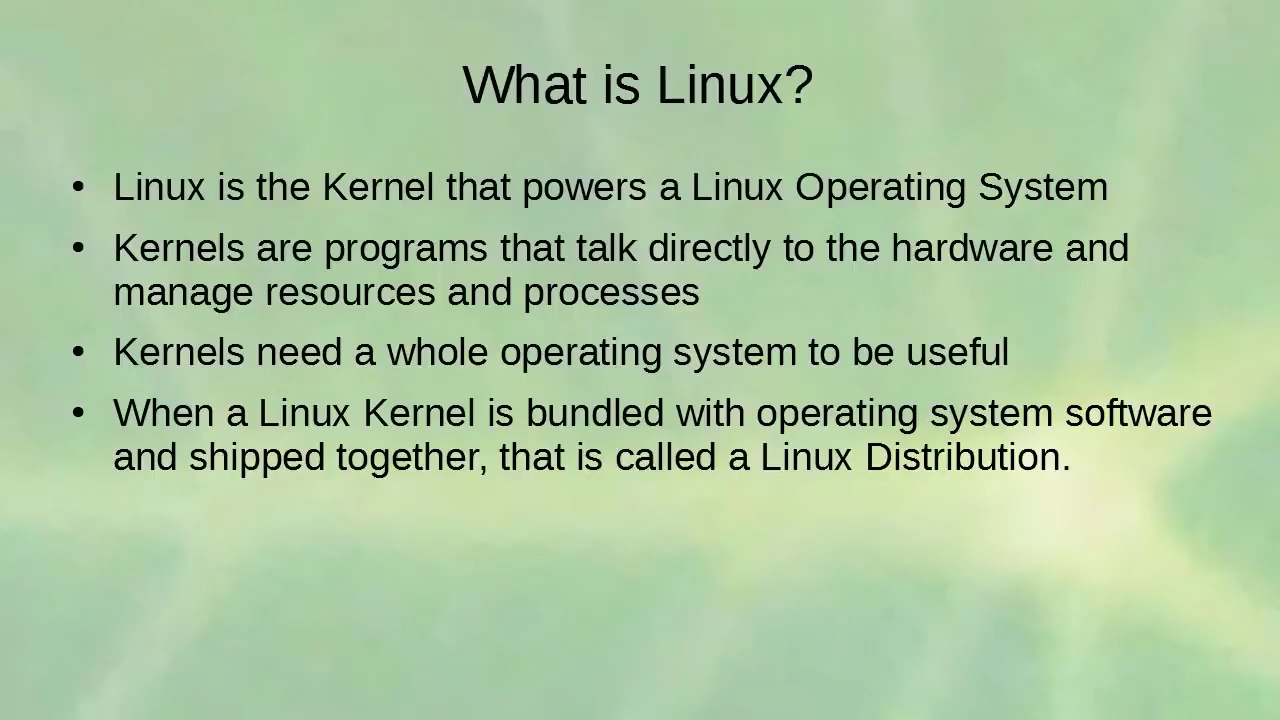 What is Linux?
• Linux is the Kernel that powers a Linux Operating System
• Kernels are programs that talk directly to the hardware and
manage resources and processes
• Kernels need a whole operating system to be useful
• When a Linux Kernel is bundled with operating system software
and shipped together, that is called a Linux Distribution.